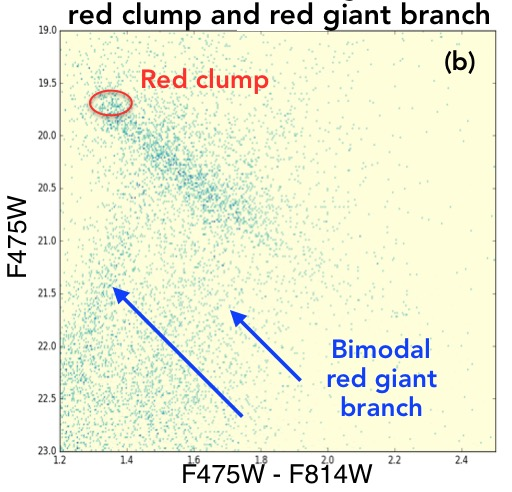 red clump and red giant branch
(b)
Red clump
19.0
19.5
20.0
20.5
21.0
21.5
22.0
22.5
23.0
F475W
Bimodal
red giant
branch
1.2
1.4
1.6
1.8
2.0
2.2
2.4
F475W - F814W